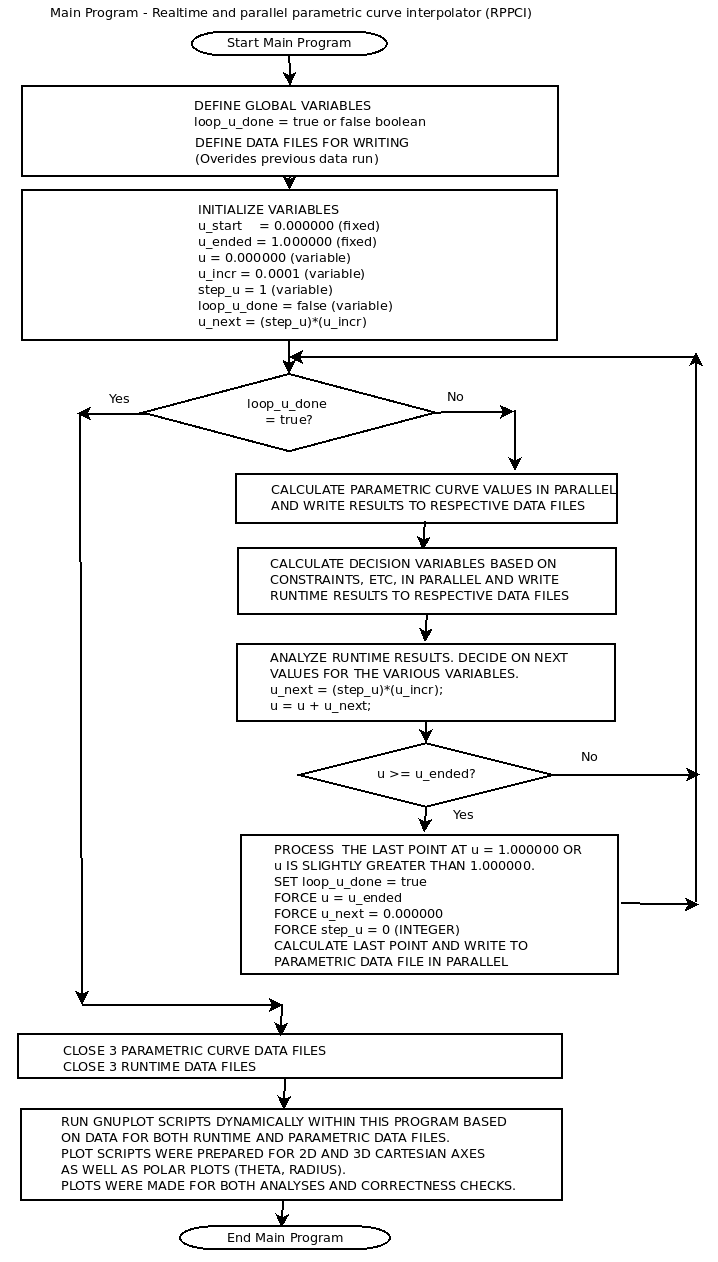 Main Program - Realtime and parallel parametric curve interpolator (RPPCI)
Start Main Program
DEFINE GLOBAL VARIABLES
loop_u_done = true or false boolean
DEFINE DATA FILES FOR WRITING
(Overides previous data run)
INITIALIZE VARIABLES
u_start = 0.000000 (fixed)
u_ended = 1.000000 (fixed)
u = 0.000000 (variable)
u_incr = 0.0001 (variable)
step_u = 1 (variable)
loop_u_done = false (variable)
u_next = (step_u)*(u_incr)
Yes
loop_u_done
= true?
No
CALCULATE PARAMETRIC CURVE VALUES IN PARALLEL
AND WRITE RESULTS TO RESPECTIVE DATA FILES
CALCULATE DECISION VARIABLES BASED ON
CONSTRAINTS, ETC, IN PARALLEL AND WRITE
RUNTIME RESULTS TO RESPECTIVE DATA FILES
ANALYZE RUNTIME RESULTS. DECIDE ON NEXT
VALUES FOR THE VARIOUS VARIABLES.
u_next = (step_u)*(u_incr);
u = u + u_next;
u >= u_ended?
No
Yes
PROCESS THE LAST POINT AT u = 1.000000 OR
u IS SLIGHTLY GREATER THAN 1.000000.
SET loop_u_done = true
FORCE u = u_ended
FORCE u_next = 0.000000
FORCE step_u = 0 (INTEGER)
CALCULATE LAST POINT AND WRITE TO
PARAMETRIC DATA FILE IN PARALLEL
CLOSE 3 PARAMETRIC CURVE DATA FILES
CLOSE 3 RUNTIME DATA FILES
RUN GNUPLOT SCRIPTS DYNAMICALLY WITHIN THIS PROGRAM BASED
ON DATA FOR BOTH RUNTIME AND PARAMETRIC DATA FILES.
PLOT SCRIPTS WERE PREPARED FOR 2D AND 3D CARTESIAN AXES
AS WELL AS POLAR PLOTS (THETA, RADIUS).
PLOTS WERE MADE FOR BOTH ANALYSES AND CORRECTNESS CHECKS.
End Main Program